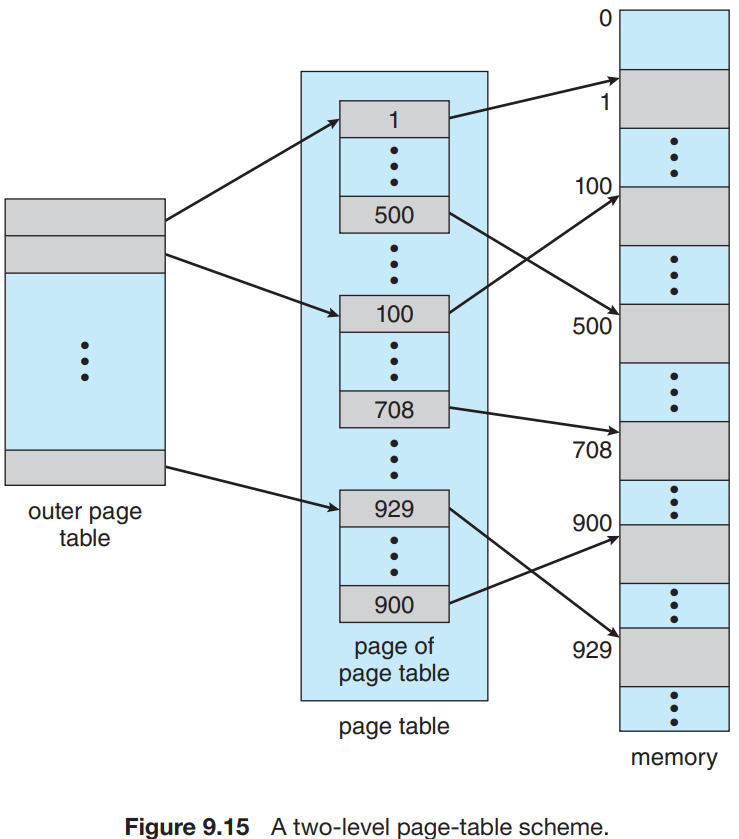 0
1
1
100
500
100
500
708
708
900
929
900
929
outer page
table
page of
page table
page table
memory
Figure 9.15 A two-level page-table scheme.